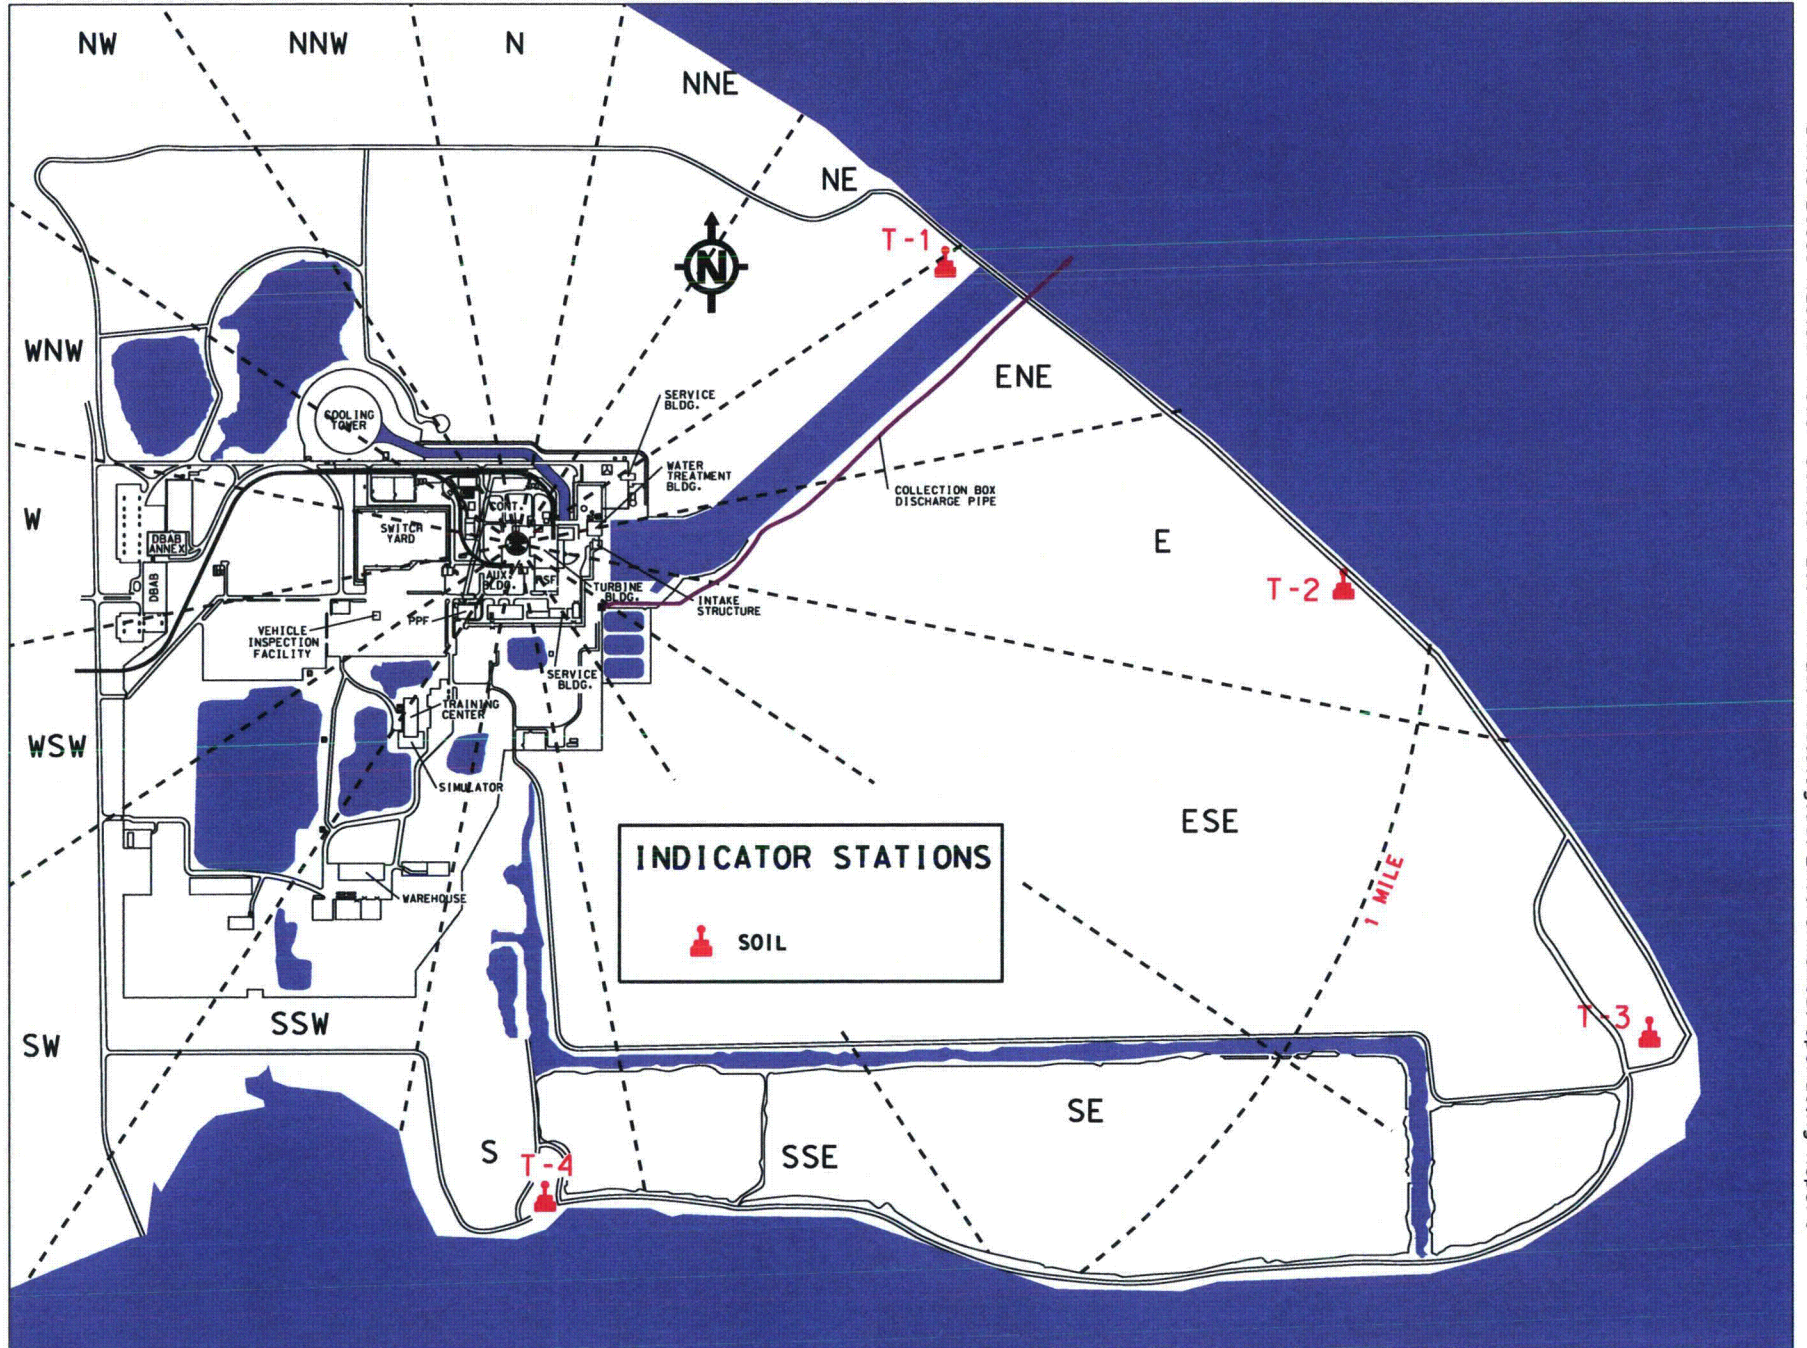 NW
NNW
N
NNE
NE
T-1
N
WNW
ENE
COOLING
TOWER
SERVICE
BLDG.
WATER
TREATMENT
BLDG.
COLLECTION BOX
DISCHARGE PIPE
W
CONT.
SWITCH
YARD
DBAB
ANNEX
DBAB
E
T-2
AUX.
BLDG.
TURBINE
BLDG.
INTAKE
STRUCTURE
PPF
VEHICLE
INSPECTION
FACILITY
SERVICE
BLDG.
TRAINING
CENTER
WSW
SIMULATOR
ESE
INDICATOR STATIONS
SOIL
1 MILE
WAREHOUSE
SSW
SW
T-3
SE
S
SSE
T-4